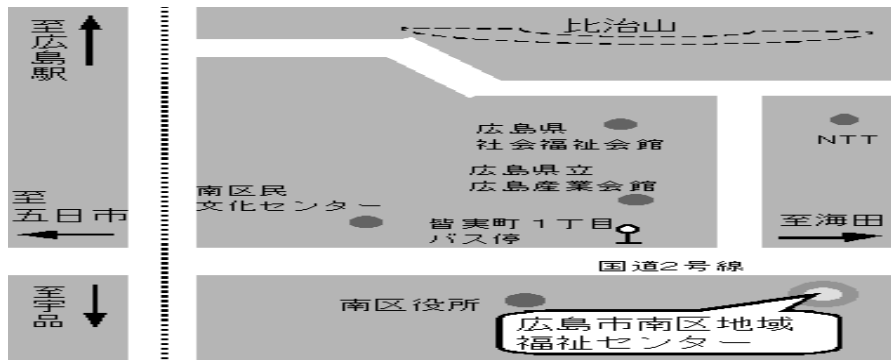 至広島駅
比治山
広島県
社会福祉会館
NTT
広島県立
広島産業会館
南区民
文化センター
至
五日市
皆実町1丁目
バス停
至海田
国道2号線
至宇品
南区役所
広島市南区地域
福祉センター